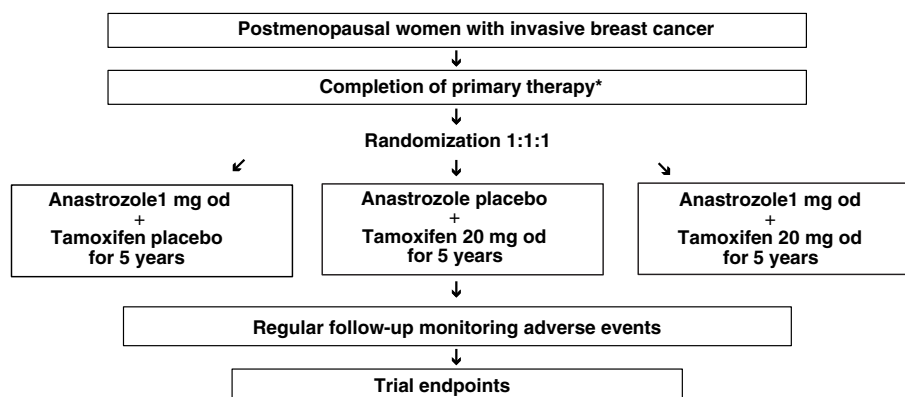 Postmenopausal women with invasive breast cancer
Completion of primary therapy*
Randomization 1:1:1
Anastrozole1 mg od
+
Tamoxifen placebo
for 5 years
Anastrozole placebo
+
Tamoxifen 20 mg od
for 5 years
Anastrozole1 mg od
+
Tamoxifen 20 mg od
for 5 years
Regular follow-up monitoring adverse events
Trial endpoints